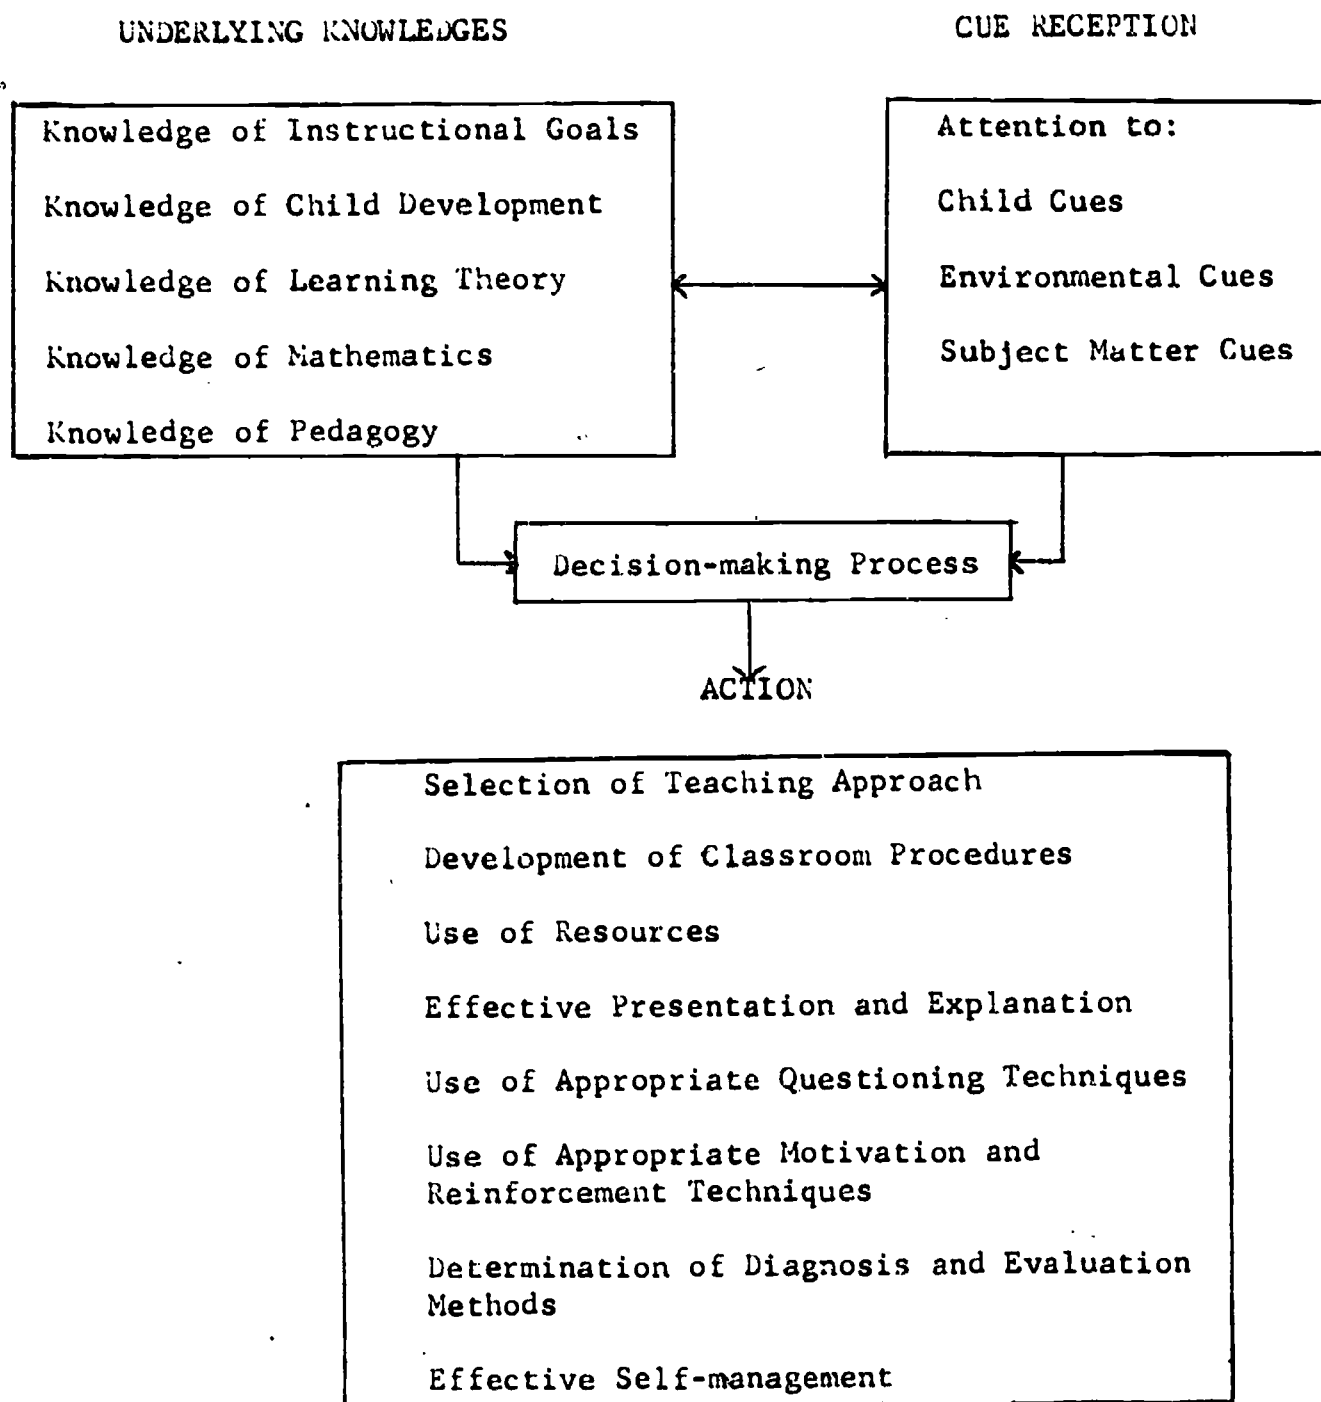 UNDERLYING KNOWLEDGES
CUE RECEPTION
Knowledge of Instructional Goals
Knowledge of Child Development
Knowledge of Learning Theory
Knowledge of Mathematics
Knowledge of Pedagogy
Attention to:
Child Cues
Environmental Cues
Subject Matter Cues
Decision-making Process
ACTION
Selection of Teaching Approach
Development of Classroom Procedures
Use of Resources
Effective Presentation and Explanation
Use of Appropriate Questioning Techniques
Use of Appropriate Motivation and
Reinforcement Techniques
Determination of Diagnosis and Evaluation
Methods
Effective Self-management